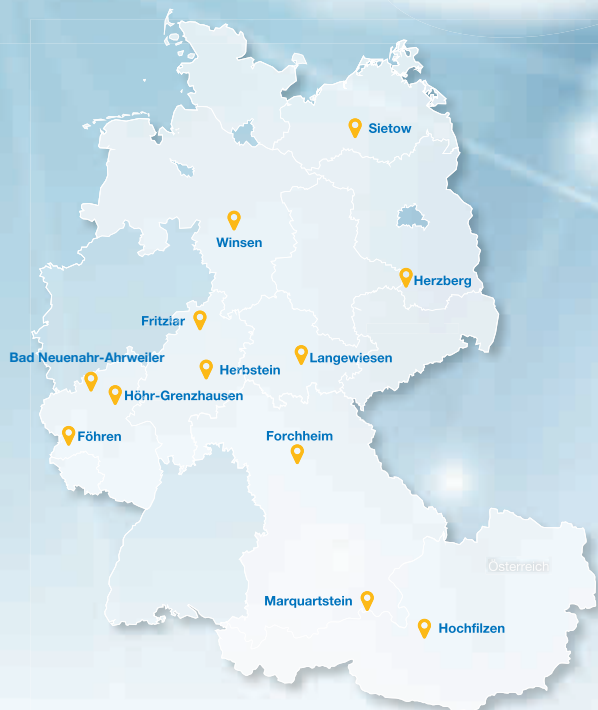 Sietow
Winsen
Herzberg
Fritzlar
Bad Neuenahr-Ahrweiler
Langewiesen
Herbstein
Höhr-Grenzhausen
Föhren
Forchheim
Österreich
Marquartstein
Hochfilzen